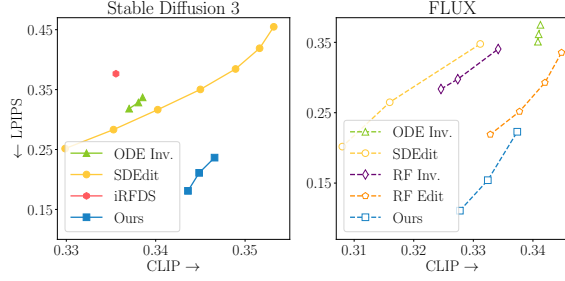 Stable Diffusion 3
← LPIPS
0.45
0.35
0.25
0.15
ODE Inv.
SDEdit
iRFDS
Ours
0.33
0.34
0.35
CLIP →
FLUX
0.35
0.25
0.15
ODE Inv.
SDEdit
RF Inv.
RF Edit
Ours
0.31
0.32
0.33
0.34
CLIP →